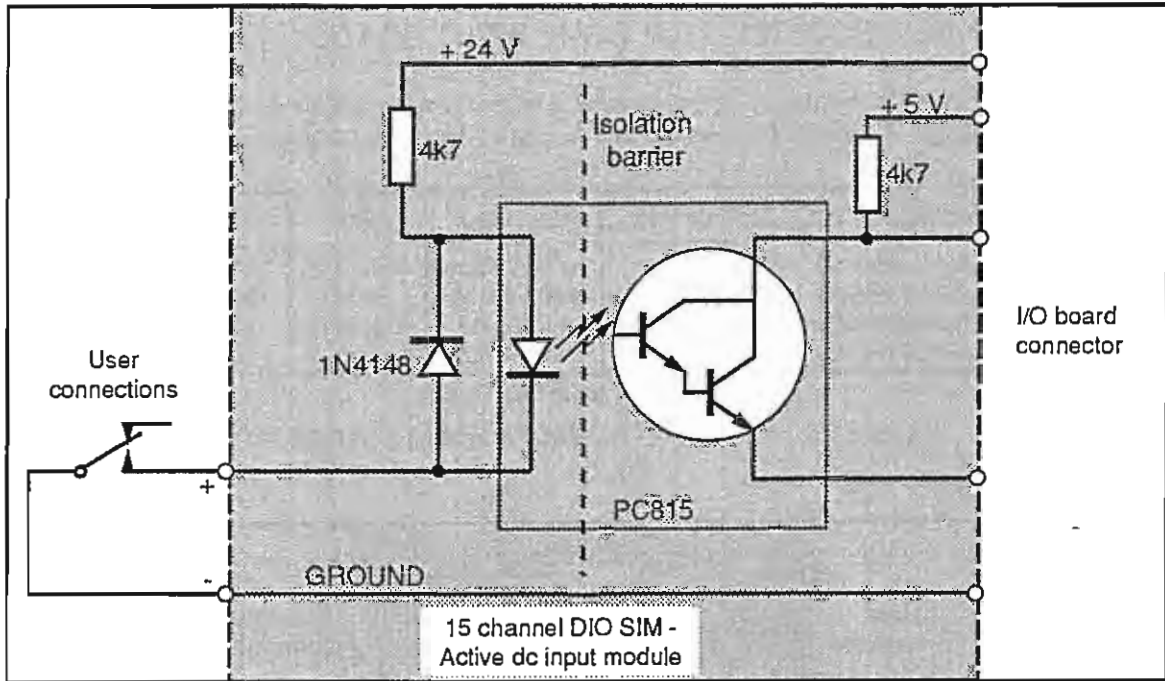 + 24 V
+ 5 V
Isolation
barrier
4k7
4k7
User
connections
1N4148
I/O board
connector
+
PC815
-
GROUND
15 channel DIO SIM -
Active dc input module